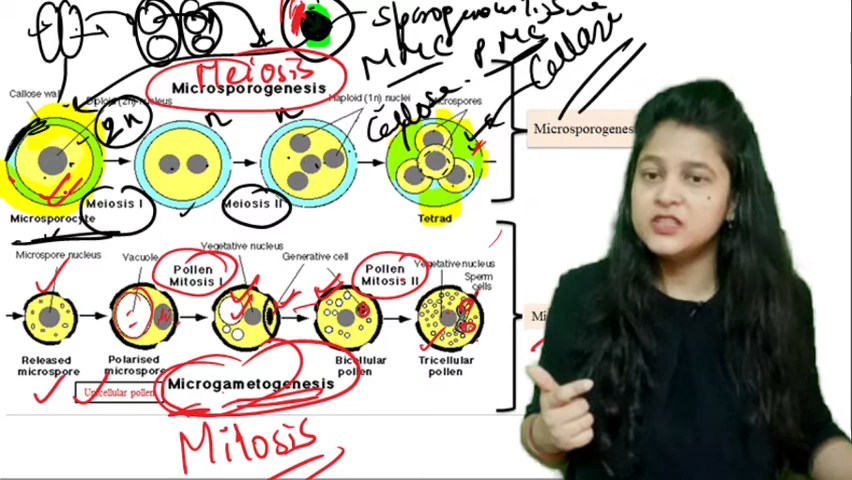 Sporogenous tissue
MMC PMC
Callose
Meiosis
Microsporogenesis
Callose wall
Diploid (2n) nucleus
Haploid (1n) nuclei
Microspores
2n
n
n
Callose
Microsporogenes
Meiosis I
Meiosis II
Microsporocyte
Tetrad
Microspore nucleus
Vacuole
Vegetative nucleus
Generative cell
Vegetative nucleus
Sperm cells
Pollen Mitosis I
Pollen Mitosis II
Mi
Released microspore
Polarised microspore
Bicellular pollen
Tricellular pollen
Unicellular pollen
Microgametogenesis
Mitosis